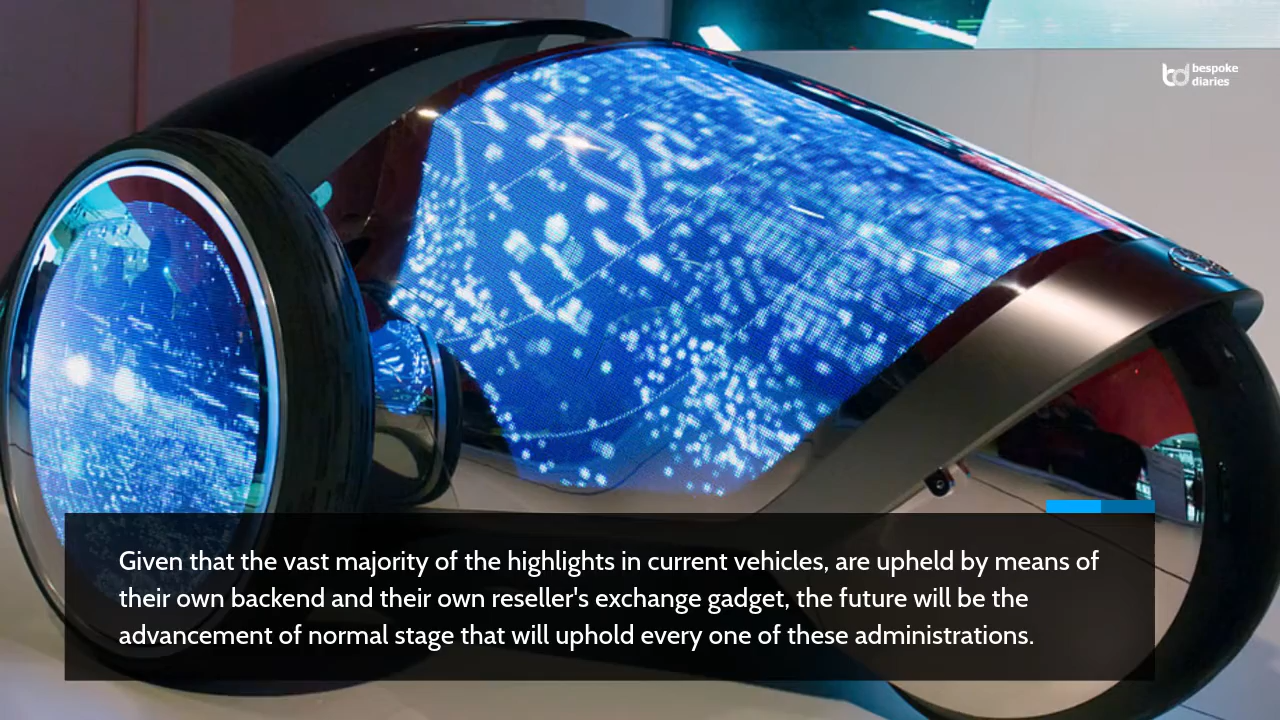 bespoke
diaries
Given that the vast majority of the highlights in current vehicles, are upheld by means of
their own backend and their own reseller's exchange gadget, the future will be the
advancement of normal stage that will uphold every one of these administrations.